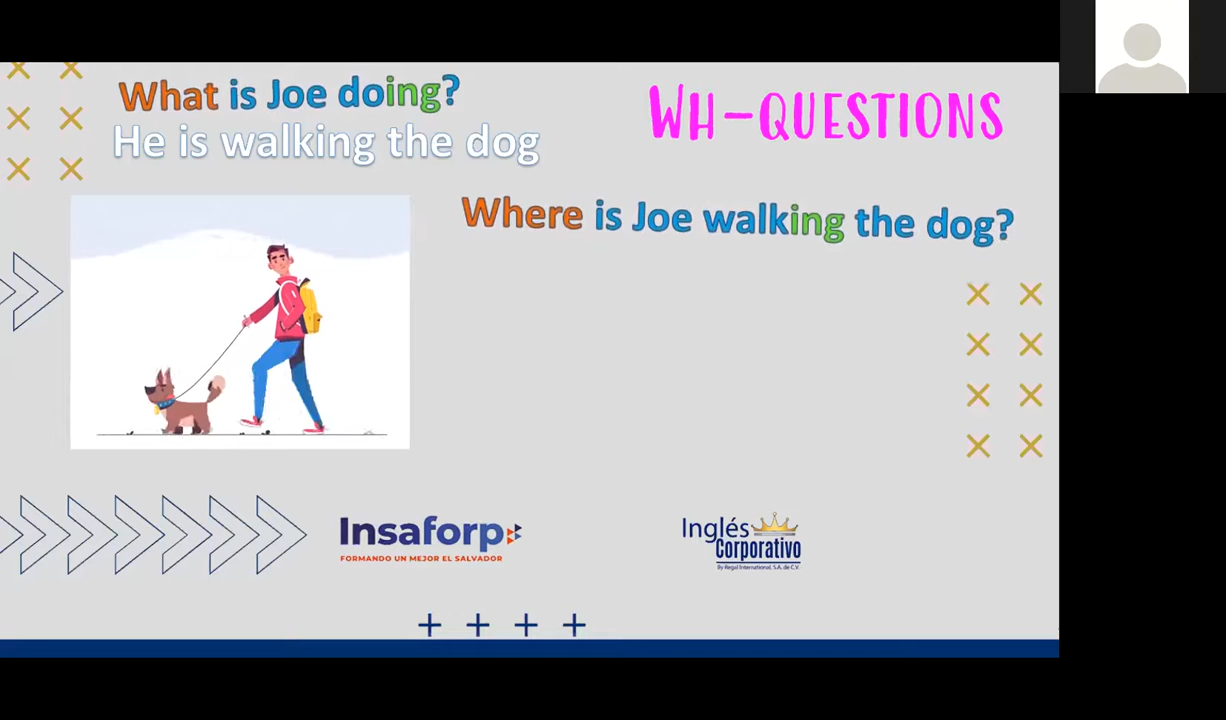 What is Joe doing?
He is walking the dog
WH-QUESTIONS
Where is Joe walking the dog?
Insaforp
FORMANDO UN MEJOR EL SALVADOR
Inglés
Corporativo
By Regal International, S.A. de C.V.